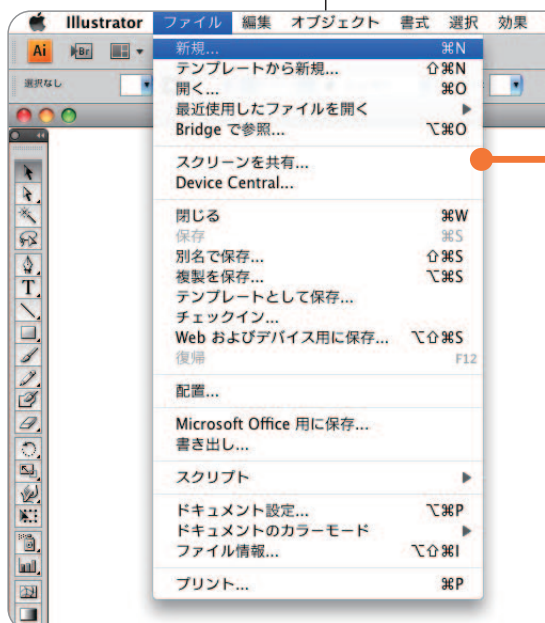 Illustrator ファイル 編集 オブジェクト 書式 選択 効果
Ai Br
選択なし
新規... ⌘N
テンプレートから新規... ⇧⌘N
開く... ⌘O
最近使用したファイルを開く ▶
Bridge で参照... ⌥⌘O
スクリーンを共有...
Device Central...
閉じる ⌘W
保存 ⌘S
別名で保存... ⇧⌘S
複製を保存... ⌥⌘S
テンプレートとして保存...
チェックイン...
Web およびデバイス用に保存... ⌥⇧⌘S
復帰 F12
配置...
Microsoft Office 用に保存...
書き出し...
スクリプト ▶
ドキュメント設定... ⌥⌘P
ドキュメントのカラーモード ▶
ファイル情報... ⌥⇧⌘I
プリント... ⌘P